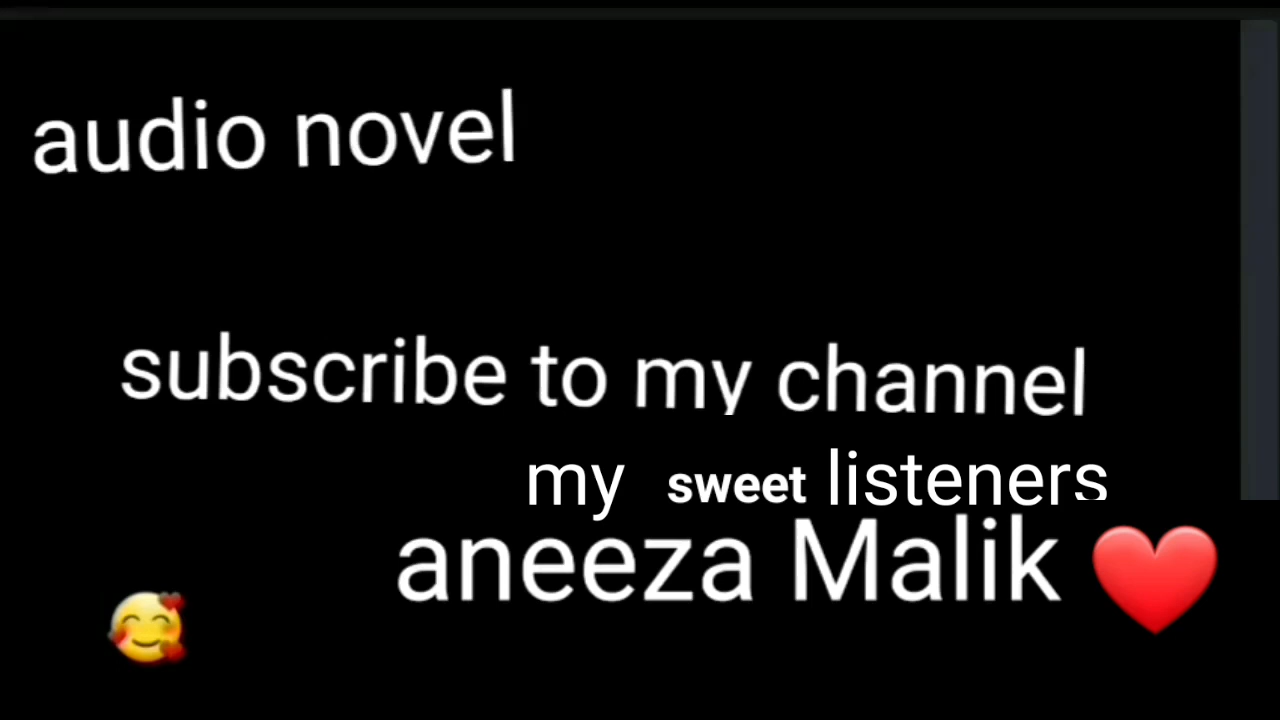 audio novel
subscribe to my channel
my sweet listeners
aneeza Malik ❤️
🥰